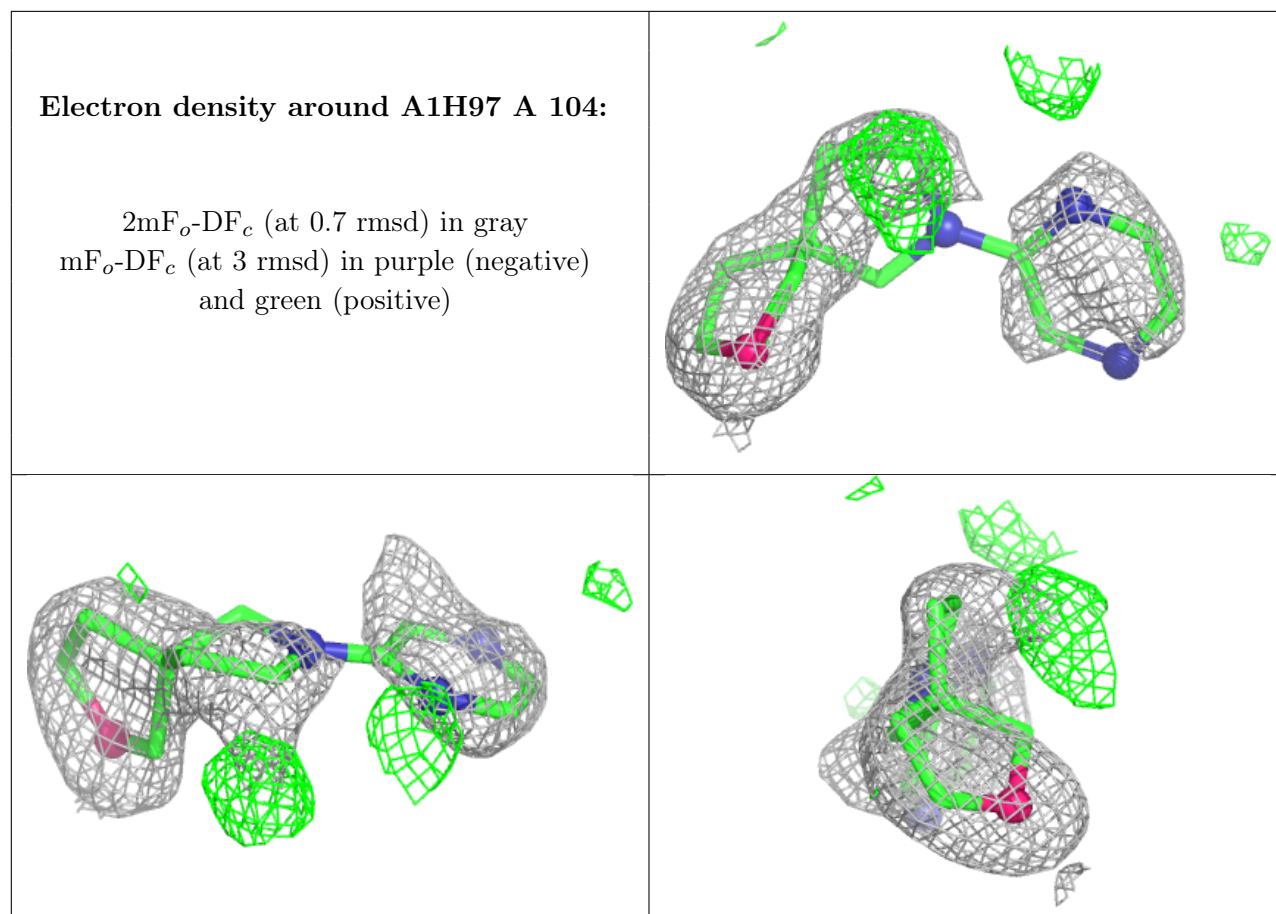 Electron density around A1H97 A 104:
2mFo-DFc (at 0.7 rmsd) in gray
mFo-DFc (at 3 rmsd) in purple (negative)
and green (positive)